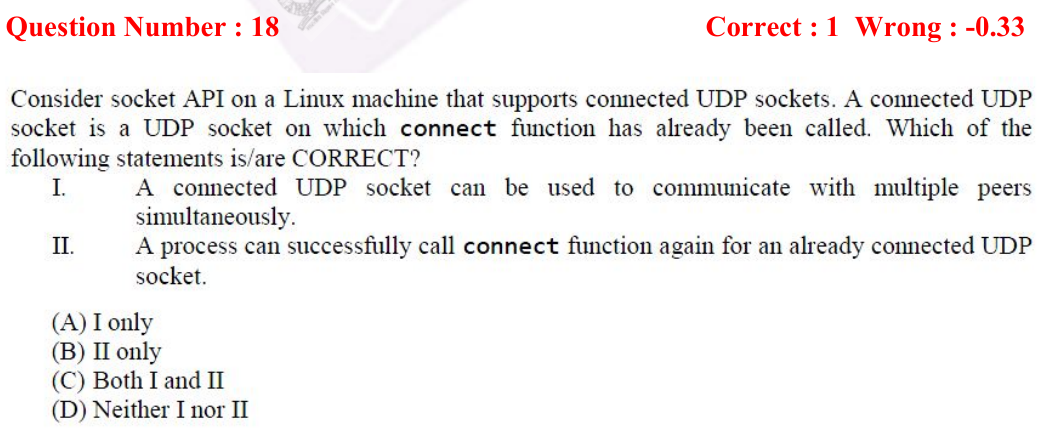 Question Number : 18 Correct : 1 Wrong : -0.33
Consider socket API on a Linux machine that supports connected UDP sockets. A connected UDP
socket is a UDP socket on which connect function has already been called. Which of the
following statements is/are CORRECT?
I. A connected UDP socket can be used to communicate with multiple peers
simultaneously.
II. A process can successfully call connect function again for an already connected UDP
socket.
(A) I only
(B) II only
(C) Both I and II
(D) Neither I nor II